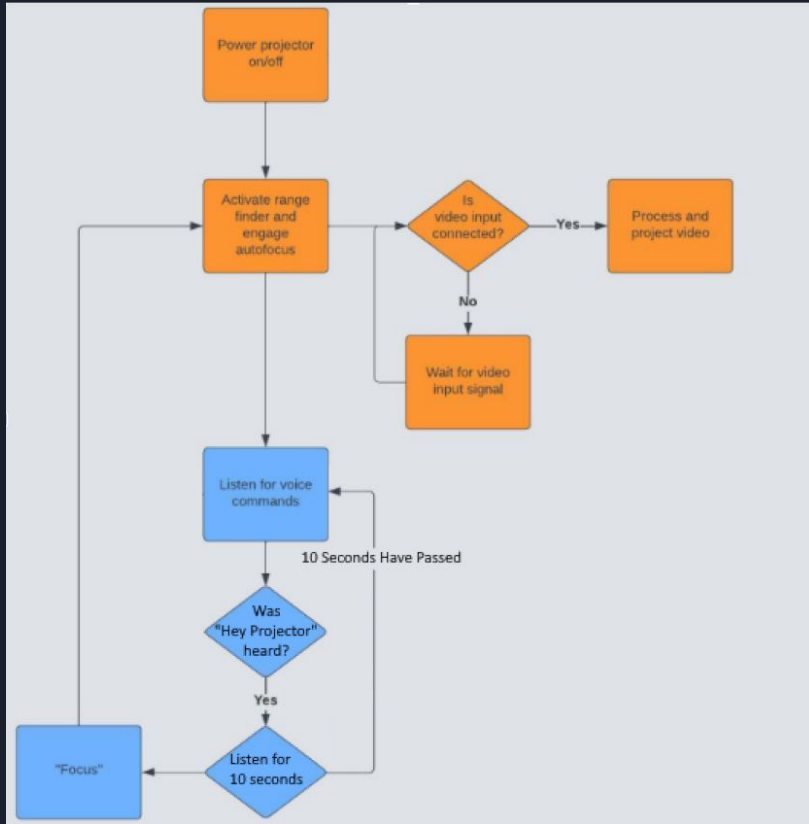 Power projector
on/off
Activate range
finder and
engage
autofocus
Is
video input
connected?
Yes
Process and
project video
No
Wait for video
input signal
Listen for voice
commands
10 Seconds Have Passed
Was
"Hey Projector"
heard?
Yes
Listen for
10 seconds
"Focus"